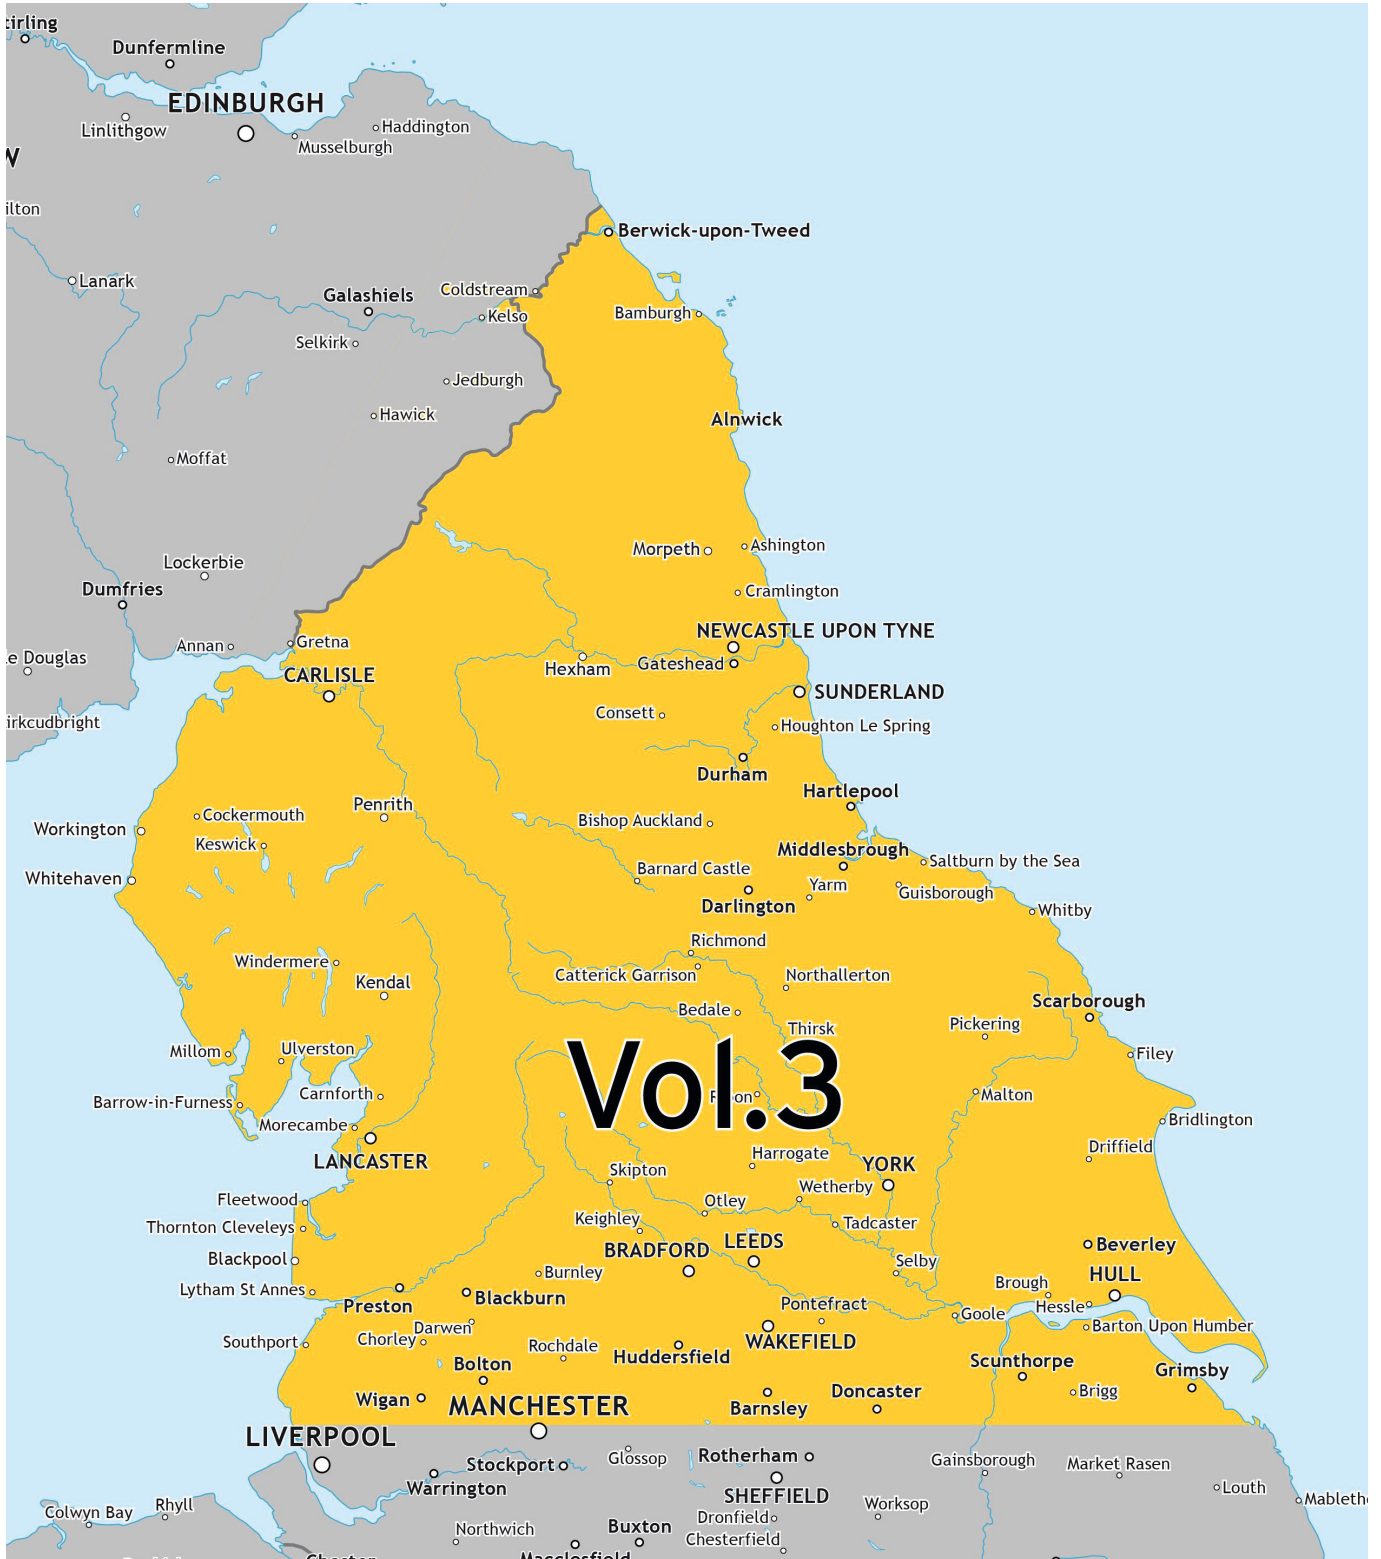 tirling
Dunfermline
EDINBURGH
Linlithgow
Haddington
Musselburgh
W
ilton
Berwick-upon-Tweed
Lanark
Coldstream
Galashiels
Kelso
Bamburgh
Selkirk
Jedburgh
Hawick
Alnwick
Moffat
Morpeth
Ashington
Lockerbie
Dumfries
Cramlington
NEWCASTLE UPON TYNE
Annan
Gretna
e Douglas
Hexham
Gateshead
CARLISLE
SUNDERLAND
Consett
irkcudbright
Houghton Le Spring
Durham
Hartlepool
Penrith
Cockermouth
Bishop Auckland
Workington
Keswick
Middlesbrough
Saltburn by the Sea
Barnard Castle
Whitehaven
Yarm
Guisborough
Darlington
Whitby
Richmond
Windermere
Catterick Garrison
Northallerton
Kendal
Scarborough
Bedale
Pickering
Thirsk
Millom
Ulverston
Filey
Vol.3
Carnforth
Malton
Barrow-in-Furness
Morecambe
Bridlington
Driffield
Harrogate
LANCASTER
YORK
Skipton
Wetherby
Fleetwood
Otley
Keighley
Tadcaster
Thornton Cleveleys
LEEDS
Beverley
BRADFORD
Blackpool
Selby
Burnley
HULL
Brough
Lytham St Annes
Blackburn
Preston
Pontefract
Hessle
Goole
Barton Upon Humber
Darwen
Chorley
Southport
WAKEFIELD
Rochdale
Huddersfield
Bolton
Scunthorpe
Grimsby
Wigan
Doncaster
Brigg
MANCHESTER
Barnsley
LIVERPOOL
Glossop
Rotherham
Gainsborough
Market Rasen
Stockport
Warrington
SHEFFIELD
Louth
Mableth
Colwyn Bay
Rhyll
Worksop
Dronfield
Northwich
Buxton
Chesterfield
Chester
Macclesfield